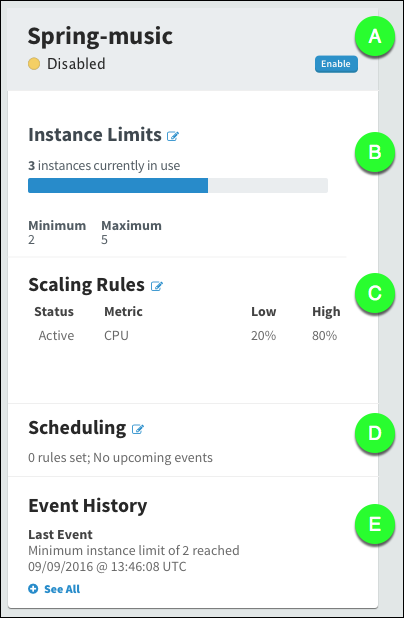 Spring-music
A
Disabled
Enable
Instance Limits
B
3 instances currently in use
Minimum Maximum
2 5
Scaling Rules
C
Status Metric Low High
Active CPU 20% 80%
Scheduling
D
0 rules set; No upcoming events
Event History
E
Last Event
Minimum instance limit of 2 reached
09/09/2016 @ 13:46:08 UTC
See All